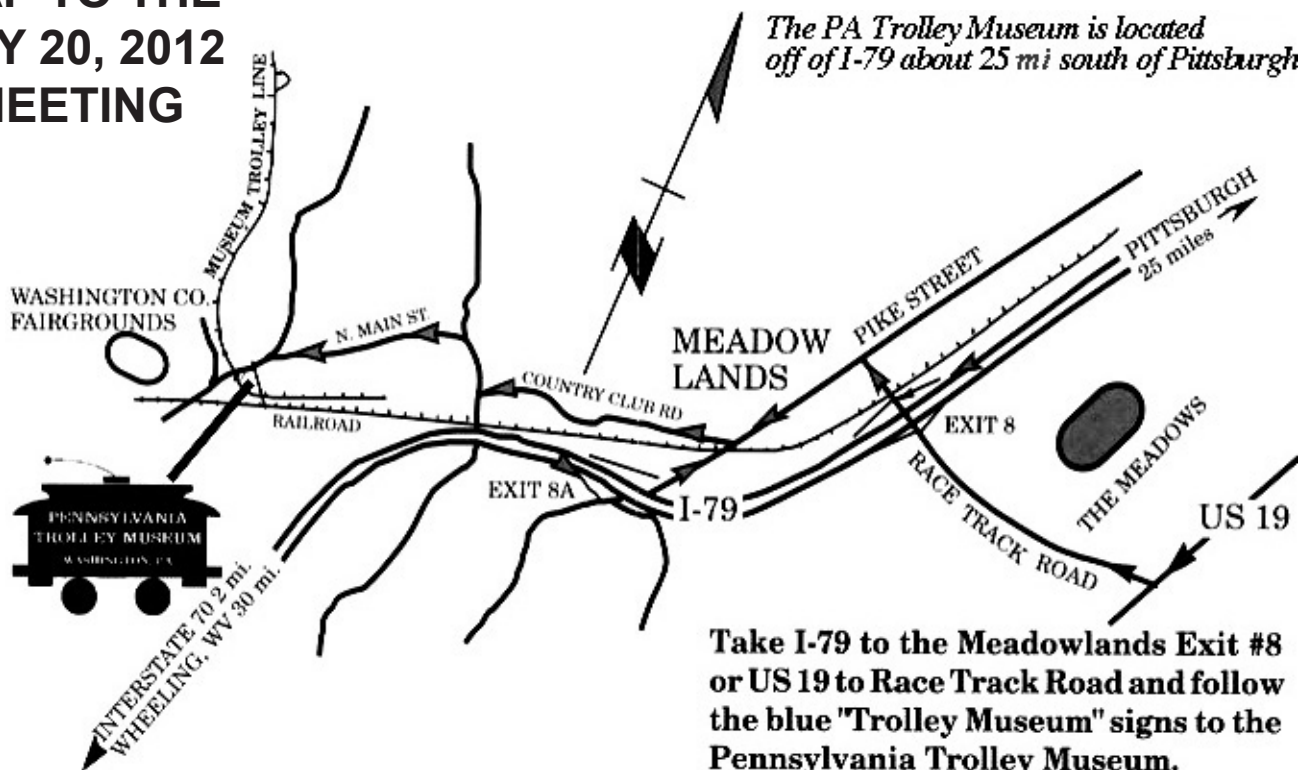 AP TO THE
Y 20, 2012
MEETING
The PA Trolley Museum is located
off of I-79 about 25 mi south of Pittsburgh
MUSEUM TROLLEY LINE
WASHINGTON CO.
FAIRGROUNDS
N. MAIN ST.
RAILROAD
COUNTRY CLUB RD
MEADOW
LANDS
PIKE STREET
PITTSBURGH
25 miles
EXIT 8
THE MEADOWS
RACE TRACK ROAD
US 19
EXIT 8A
I-79
PENNSYLVANIA
TROLLEY MUSEUM
WASHINGTON, PA
INTERSTATE 70 2 mi.
WHEELING, WV 30 mi.
Take I-79 to the Meadowlands Exit #8
or US 19 to Race Track Road and follow
the blue "Trolley Museum" signs to the
Pennsylvania Trolley Museum.